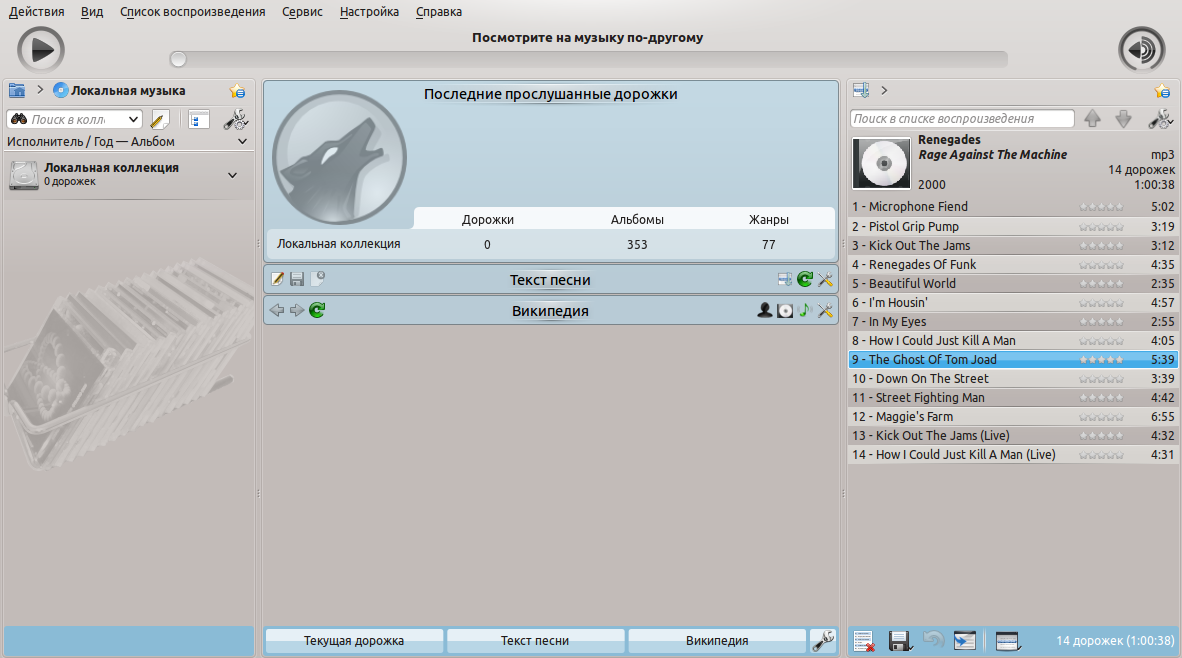 Действия Вид Список воспроизведения Сервис Настройка Справка
Посмотрите на музыку по-другому
Локальная музыка
Поиск в колл
Исполнитель / Год — Альбом
Локальная коллекция
0 дорожек
Последние прослушанные дорожки
Дорожки Альбомы Жанры
Локальная коллекция 0 353 77
Текст песни
Википедия
Текущая дорожка Текст песни Википедия
Поиск в списке воспроизведения
Renegades
Rage Against The Machine mp3
14 дорожек
2000 1:00:38
1 - Microphone Fiend 5:02
2 - Pistol Grip Pump 3:19
3 - Kick Out The Jams 3:12
4 - Renegades Of Funk 4:35
5 - Beautiful World 2:35
6 - I'm Housin' 4:57
7 - In My Eyes 2:55
8 - How I Could Just Kill A Man 4:05
9 - The Ghost Of Tom Joad 5:39
10 - Down On The Street 3:39
11 - Street Fighting Man 4:42
12 - Maggie's Farm 6:55
13 - Kick Out The Jams (Live) 4:32
14 - How I Could Just Kill A Man (Live) 4:31
14 дорожек (1:00:38)